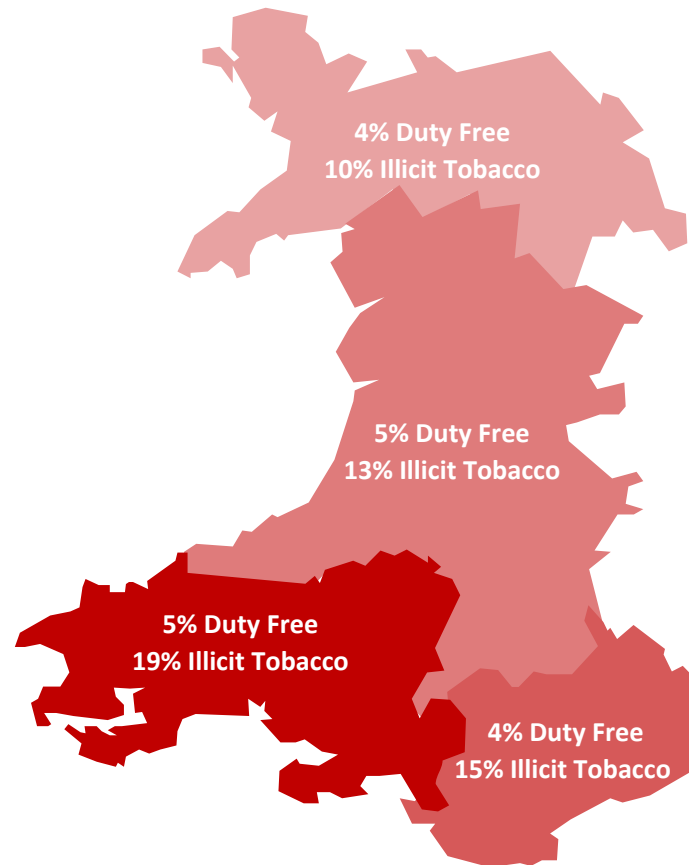 4% Duty Free
10% Illicit Tobacco
5% Duty Free
13% Illicit Tobacco
5% Duty Free
19% Illicit Tobacco
4% Duty Free
15% Illicit Tobacco